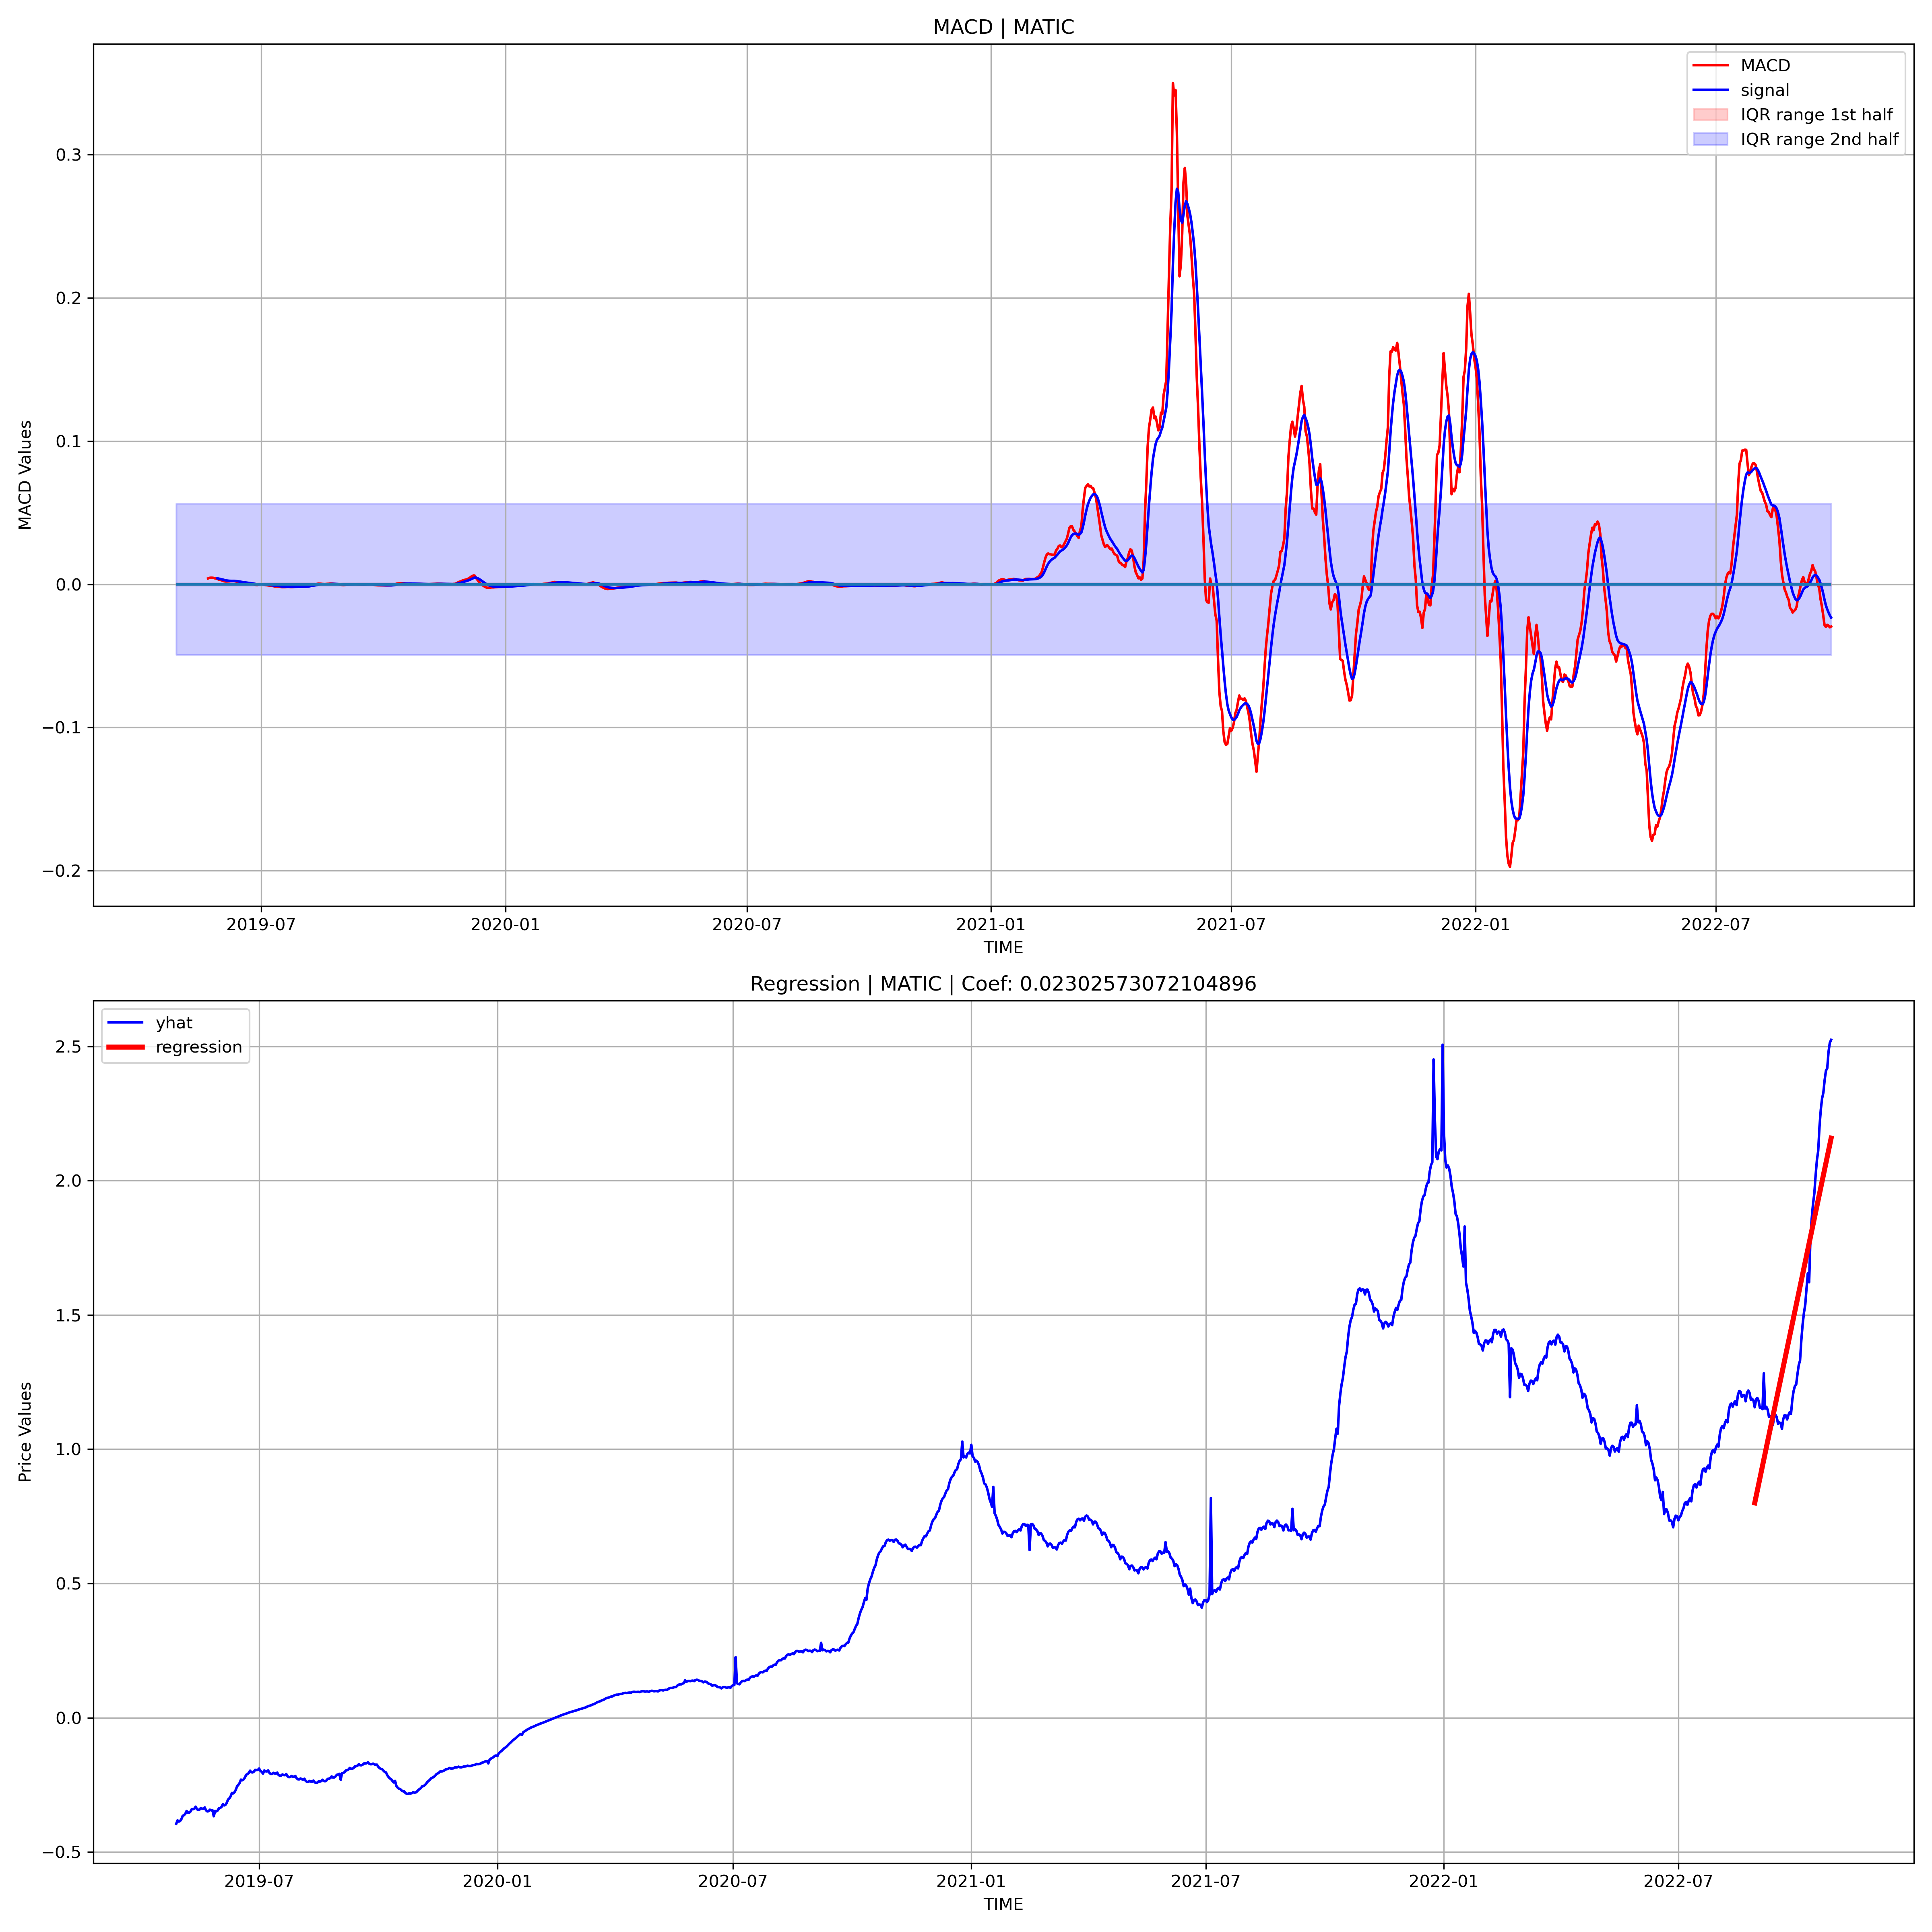 MACD | MATIC
MACD
signal
IQR range 1st half
IQR range 2nd half
MACD Values
0.3
0.2
0.1
0.0
−0.1
−0.2
2019-07 2020-01 2020-07 2021-01 2021-07 2022-01 2022-07
TIME
Regression | MATIC | Coef: 0.02302573072104896
yhat
regression
Price Values
2.5
2.0
1.5
1.0
0.5
0.0
−0.5
2019-07 2020-01 2020-07 2021-01 2021-07 2022-01 2022-07
TIME